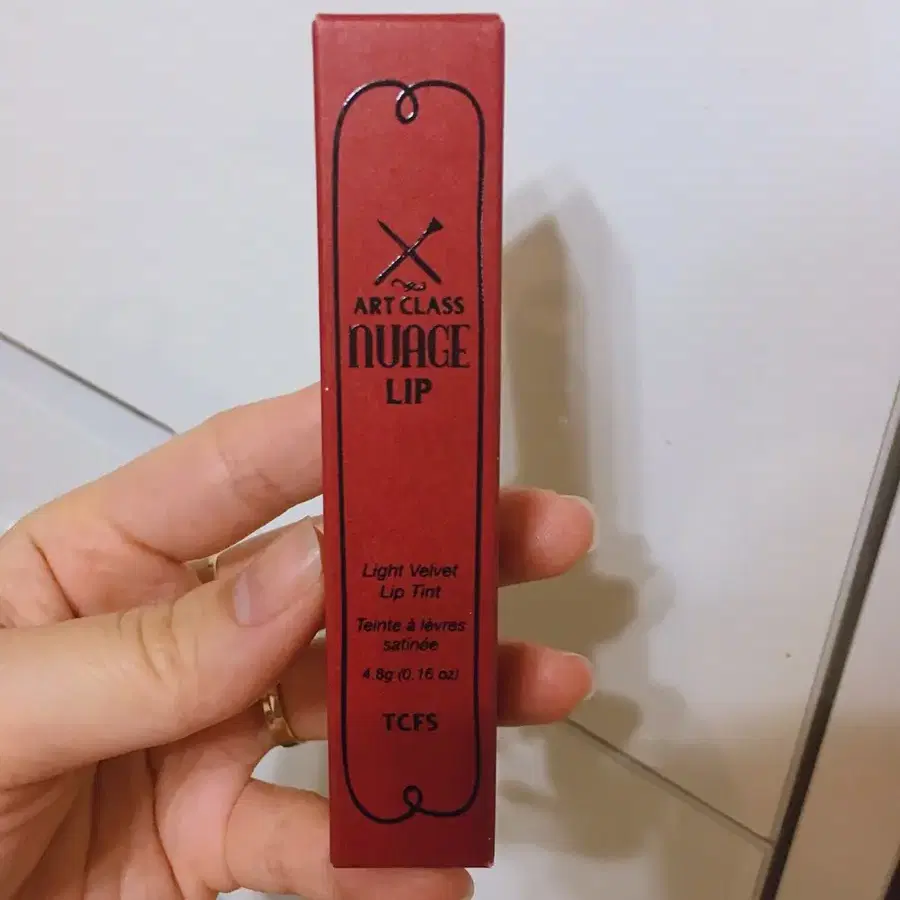 ART CLASS
NUAGE
LIP
Light Velvet
Lip Tint
Teinte à lèvres
satinée
4.8g (0.16 oz)
TCFS